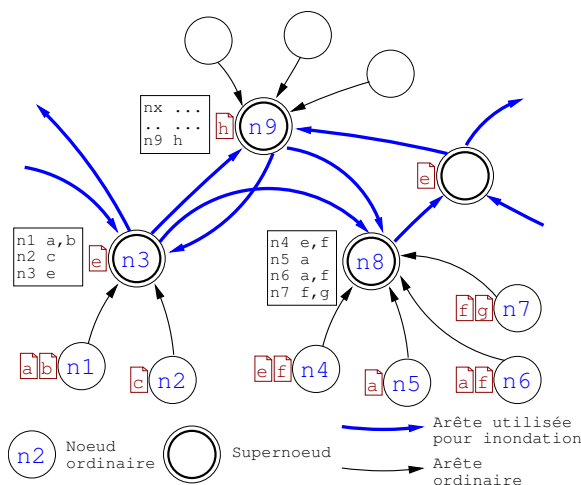 nx ...
.. ...
n9 h
h
n9
e
n1 a,b
n2 c
n3 e
e
n3
n4 e,f
n5 a
n6 a,f
n7 f,g
n8
f g n7
a b n1
c n2
e f n4
a n5
a f n6
n2
Noeud
ordinaire
Supernoeud
Arête utilisée
pour inondation
Arête
ordinaire